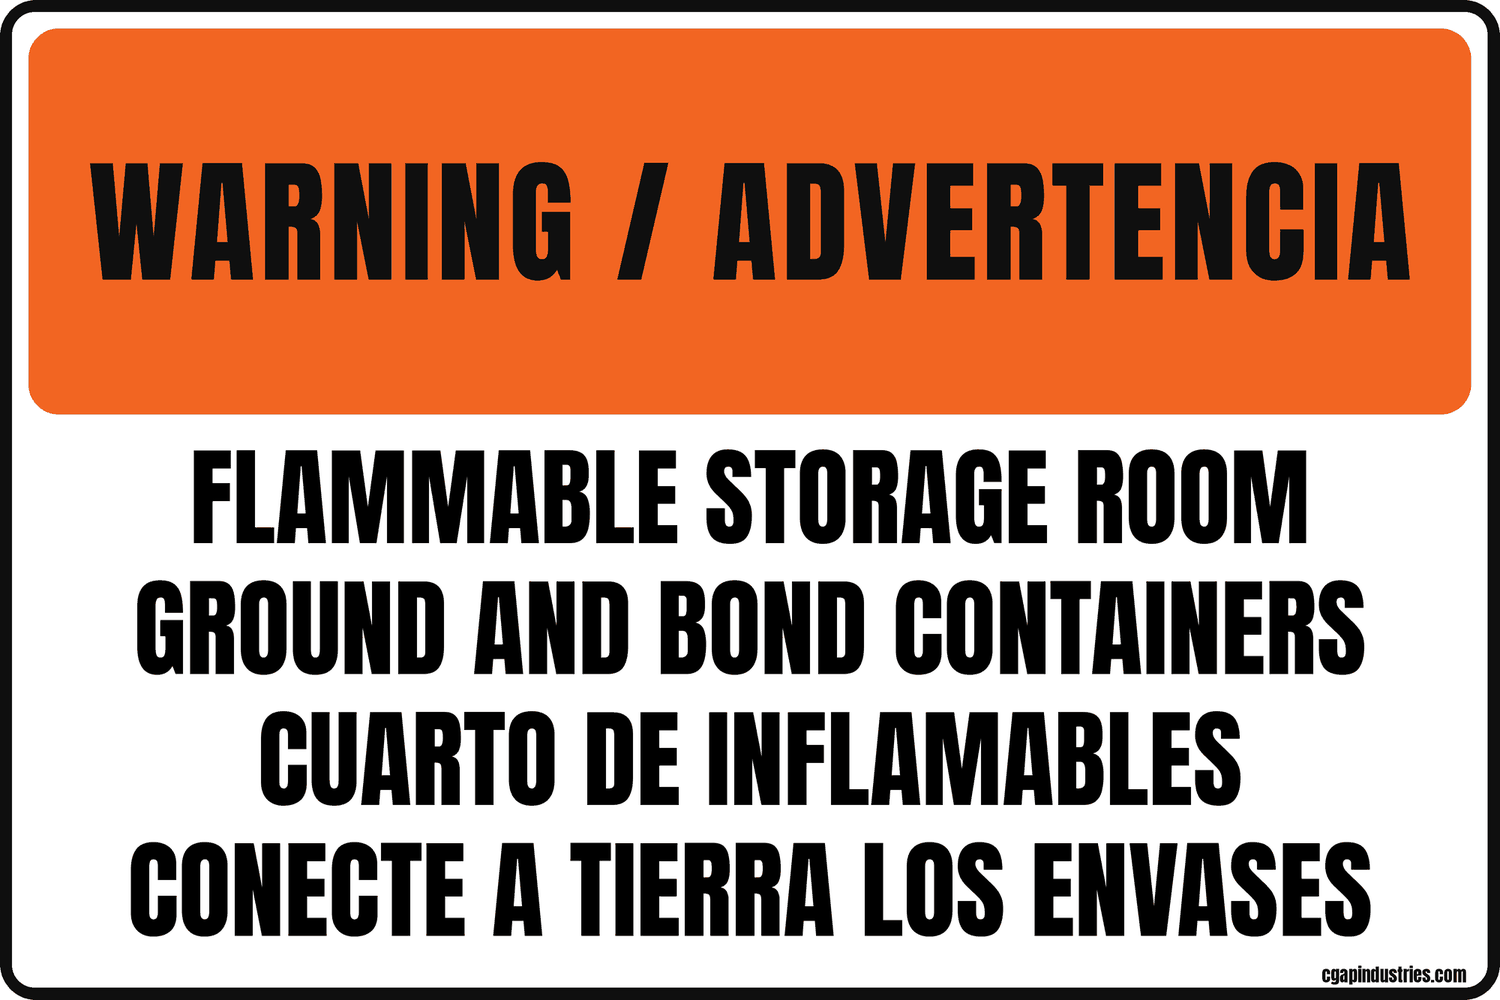 WARNING / ADVERTENCIA
FLAMMABLE STORAGE ROOM
GROUND AND BOND CONTAINERS
CUARTO DE INFLAMABLES
CONECTE A TIERRA LOS ENVASES
cgapindustries.com